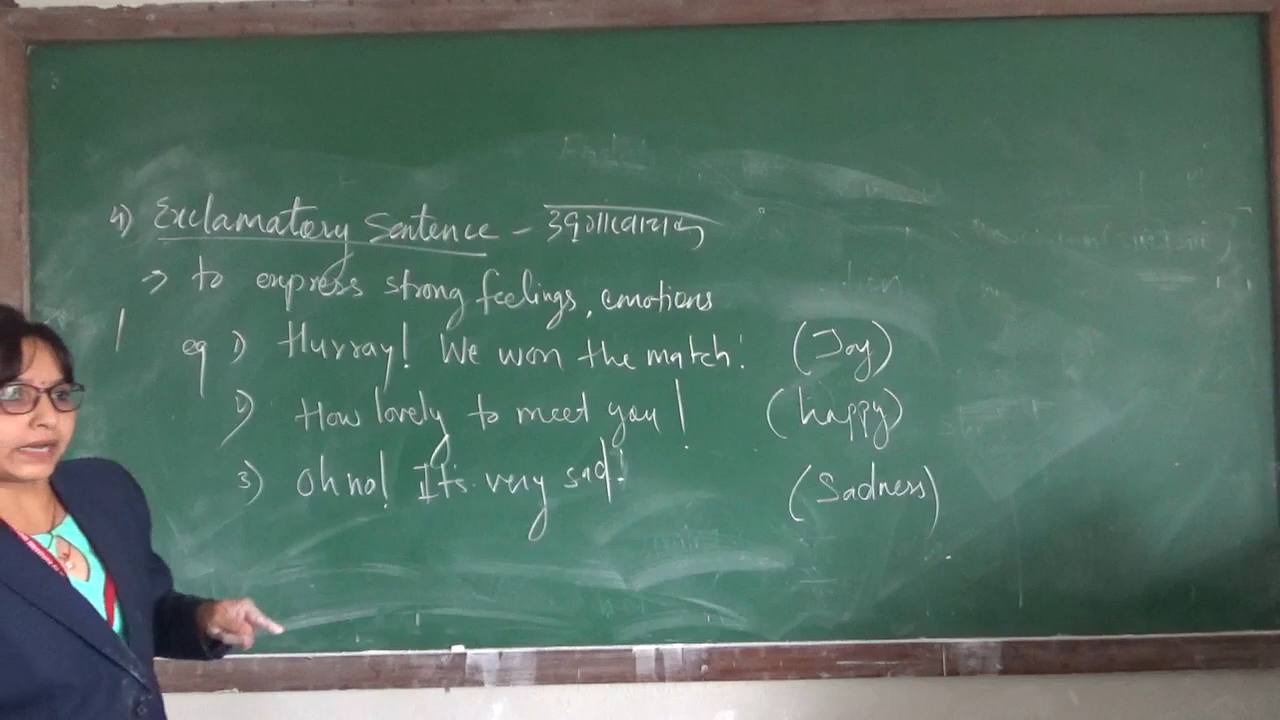 4) Exclamatory Sentence - उद्गारवाचक
→ to express strong feelings, emotions
eg 1) Hurray! We won the match! (Joy)
2) How lovely to meet you! (happy)
3) Oh no! It's very sad! (Sadness)